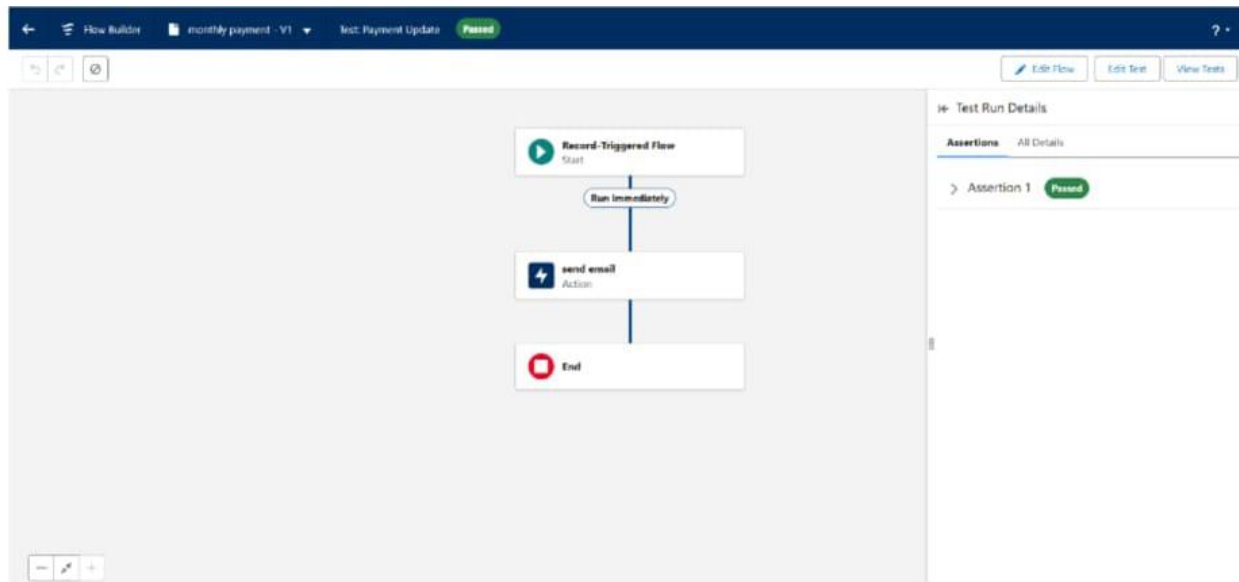 Flow Builder monthly payment - V1 Test: Payment Update Passed ?
Edit Flow Edit Test View Tests
Test Run Details
Assertions All Details
Assertion 1 Passed
Record-Triggered Flow
Start
Run Immediately
send email
Action
End